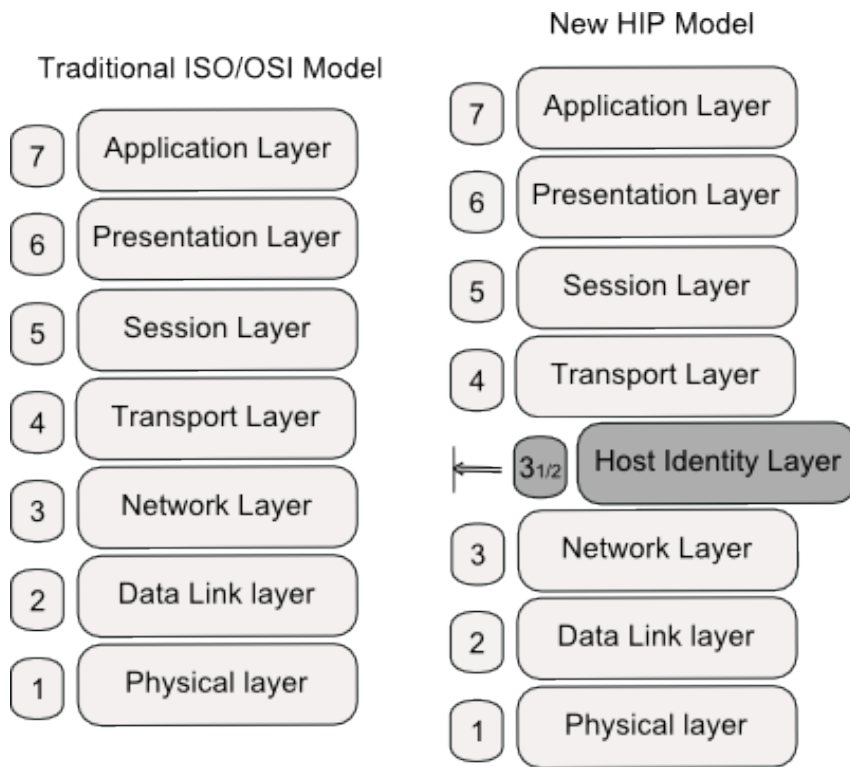 Traditional ISO/OSI Model
7 Application Layer
6 Presentation Layer
5 Session Layer
4 Transport Layer
3 Network Layer
2 Data Link layer
1 Physical layer
New HIP Model
7 Application Layer
6 Presentation Layer
5 Session Layer
4 Transport Layer
3 1/2 Host Identity Layer
3 Network Layer
2 Data Link layer
1 Physical layer